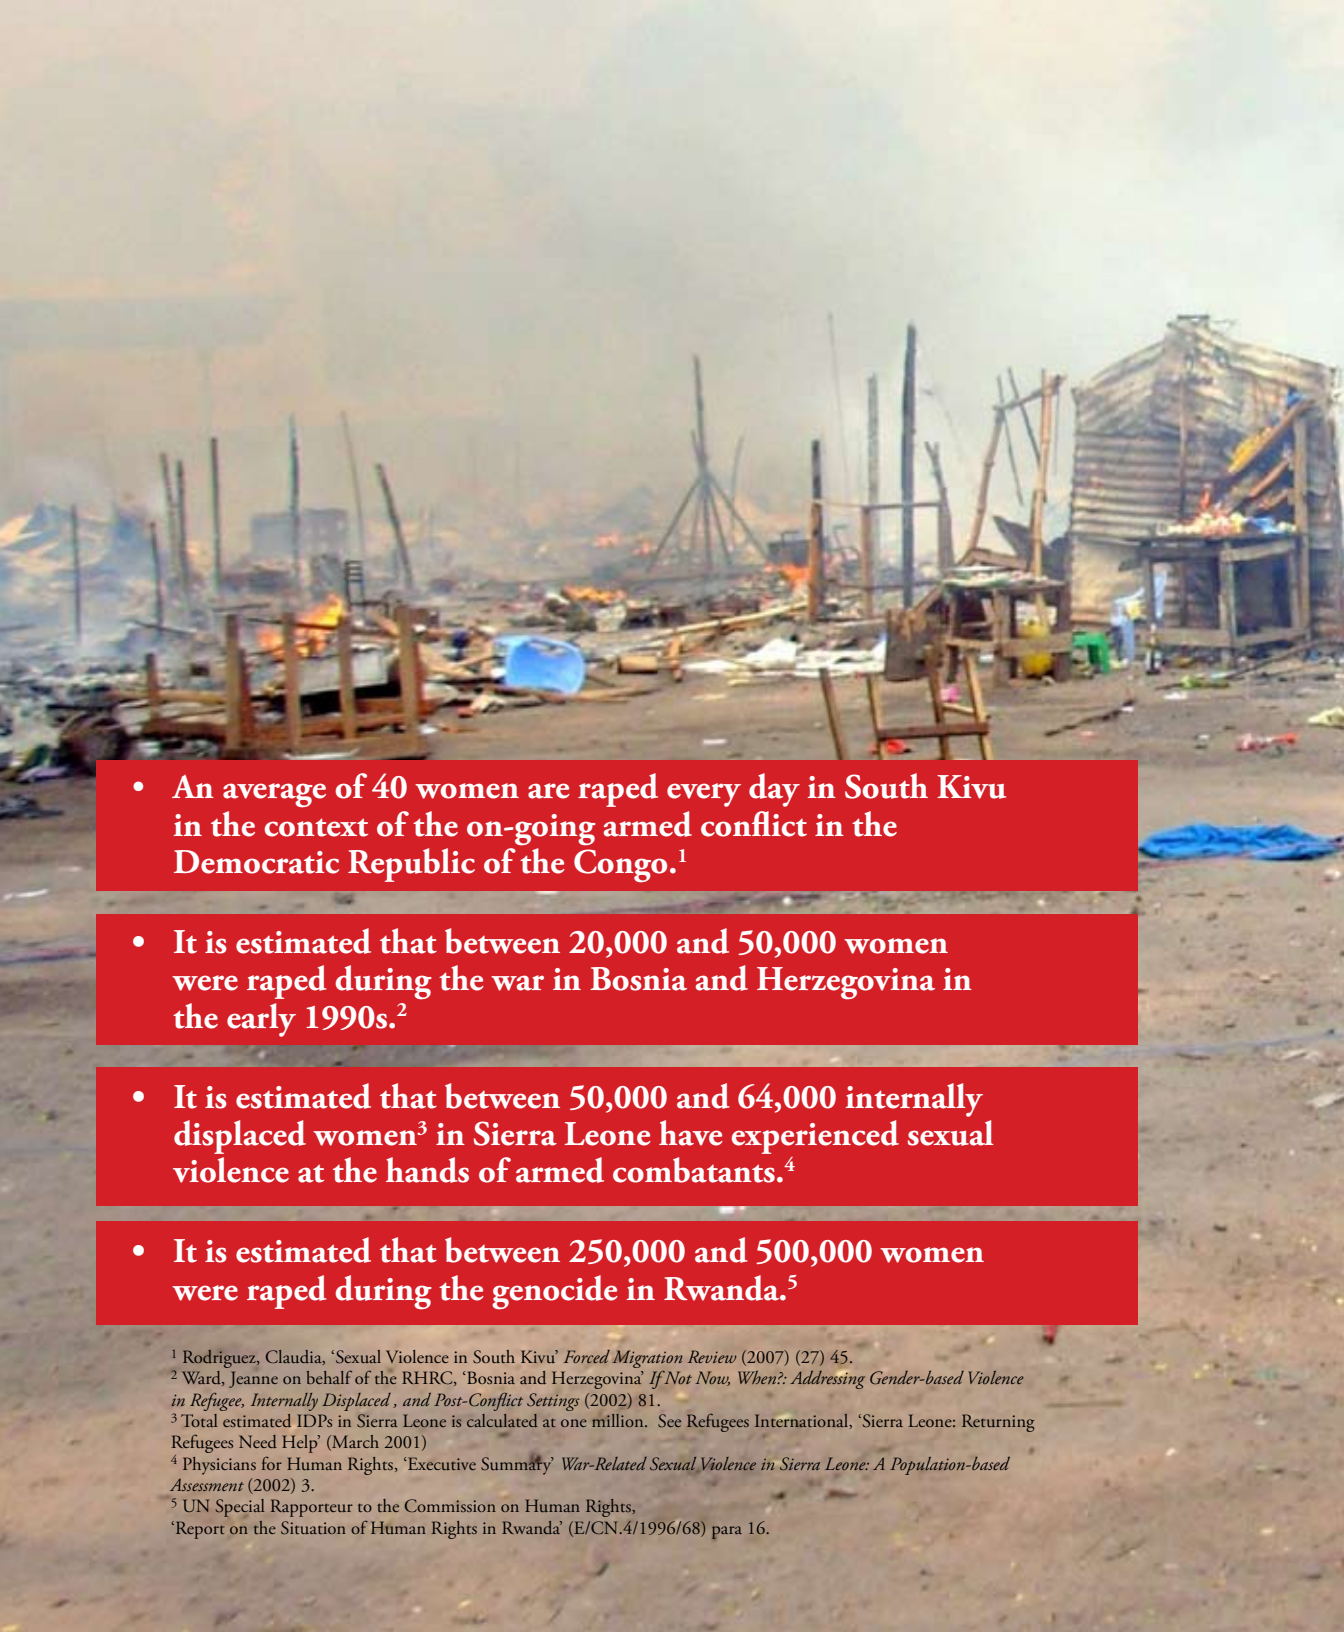 • An average of 40 women are raped every day in South Kivu
in the context of the on-going armed conflict in the
Democratic Republic of the Congo.¹
• It is estimated that between 20,000 and 50,000 women
were raped during the war in Bosnia and Herzegovina in
the early 1990s.²
• It is estimated that between 50,000 and 64,000 internally
displaced women³ in Sierra Leone have experienced sexual
violence at the hands of armed combatants.⁴
• It is estimated that between 250,000 and 500,000 women
were raped during the genocide in Rwanda.⁵
¹ Rodriguez, Claudia, ‘Sexual Violence in South Kivu’ Forced Migration Review (2007) (27) 45.
² Ward, Jeanne on behalf of the RHRC, ‘Bosnia and Herzegovina’ If Not Now, When?: Addressing Gender-based Violence
in Refugee, Internally Displaced , and Post-Conflict Settings (2002) 81.
³ Total estimated IDPs in Sierra Leone is calculated at one million.  See Refugees International, ‘Sierra Leone: Returning
Refugees Need Help’ (March 2001)
⁴ Physicians for Human Rights, ‘Executive Summary’ War-Related Sexual Violence in Sierra Leone: A Population-based
Assessment (2002) 3.
⁵ UN Special Rapporteur to the Commission on Human Rights,
‘Report on the Situation of Human Rights in Rwanda’ (E/CN.4/1996/68) para 16.